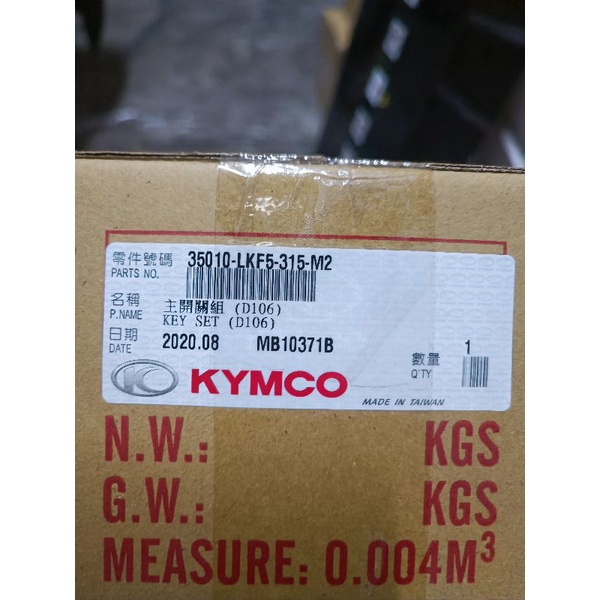 零件號碼 35010-LKF5-315-M2
PARTS NO.
名稱 主開關組 (D106)
P.NAME KEY SET (D106)
日期 2020.08 MB10371B
DATE
數量 1
Q'TY
KYMCO
MADE IN TAIWAN
N.W.: KGS
G.W.: KGS
MEASURE: 0.004M³